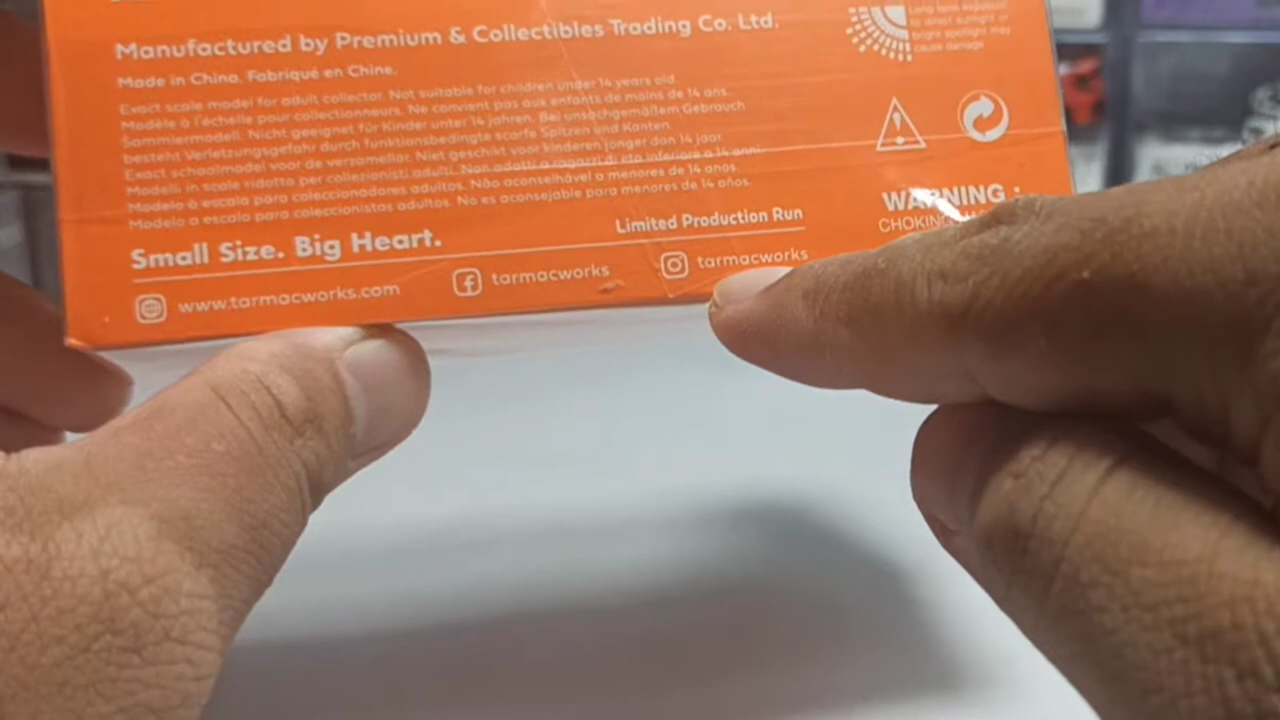 Manufactured by Premium & Collectibles Trading Co. Ltd.
Made in China. Fabriqué en Chine.
Exact scale model for adult collector. Not suitable for children under 14 years old.
Modèle à l'échelle pour collectionneurs. Ne convient pas aux enfants de moins de 14 ans.
Sammlermodell. Nicht geeignet für Kinder unter 14 Jahren. Bei unsachgemäßem Gebrauch
besteht Verletzungsgefahr durch funktionsbedingte scarfe Spitzen und Kanten.
Exact schaalmodel voor de verzamellar. Niet geschikt voor kinderen jonger dan 14 jaar.
Modelli in scala ridotta per collezionisti adulti. Non adatti a ragazzi di eta inferiore a 14 anni.
Modelo à escala para coleccionadores adultos. Não aconselhável a menores de 14 anos.
Modelo a escala para coleccionistas adultos. No es aconsejable para menores de 14 años.
Limited Production Run
Small Size. Big Heart.
www.tarmacworks.com
tarmacworks
tarmacworks
Long term exposure
to direct sunlight or
bright spotlight may
cause damage
WARNING :
CHOKING